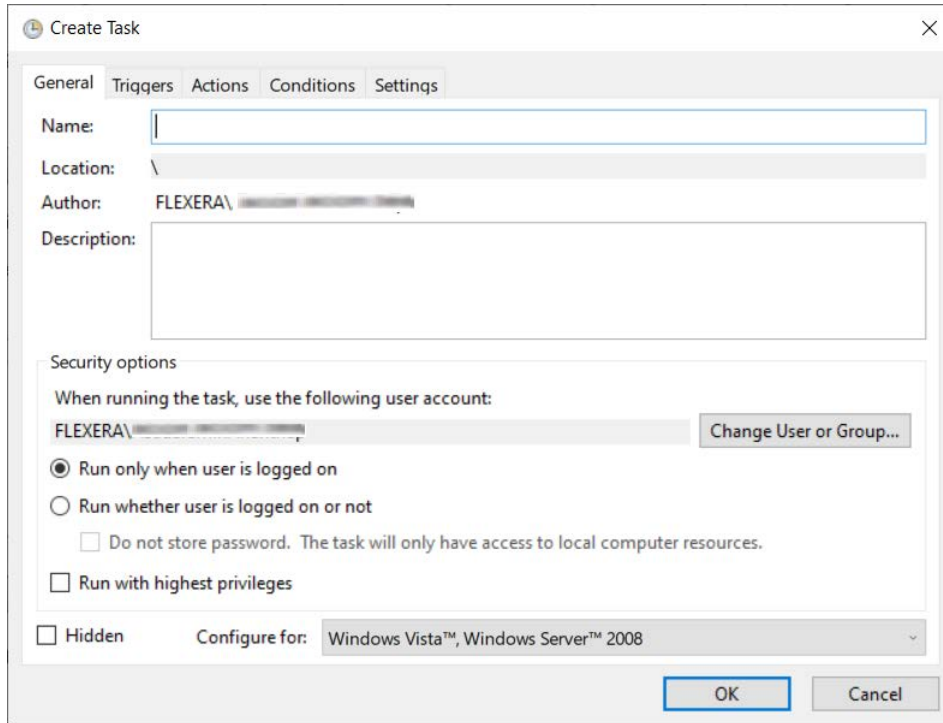 Create Task
General Triggers Actions Conditions Settings
Name:
Location: \
Author: FLEXERA\
Description:
Security options
When running the task, use the following user account:
FLEXERA\
Change User or Group...
Run only when user is logged on
Run whether user is logged on or not
Do not store password. The task will only have access to local computer resources.
Run with highest privileges
Hidden Configure for: Windows Vista™, Windows Server™ 2008
OK Cancel